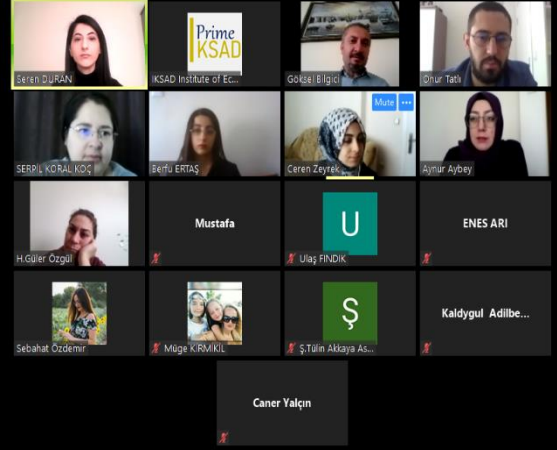 Seren DURAN
Prime
IKSAD
IKSAD Institute of Ec...
Göksel Bilgici
Onur Tatlı
SERPİL KORAL KOÇ
Berfu ERTAŞ
Mute ...
Ceren Zeyrek
Aynur Aybey
H.Güler Özgül
Mustafa
U
Ulaş FINDIK
ENES ARI
Sebahat Özdemir
Müge KIRMIKIL
Ş
Ş.Tülin Akkaya As...
Kaldygul Adilbe...
Caner Yalçın